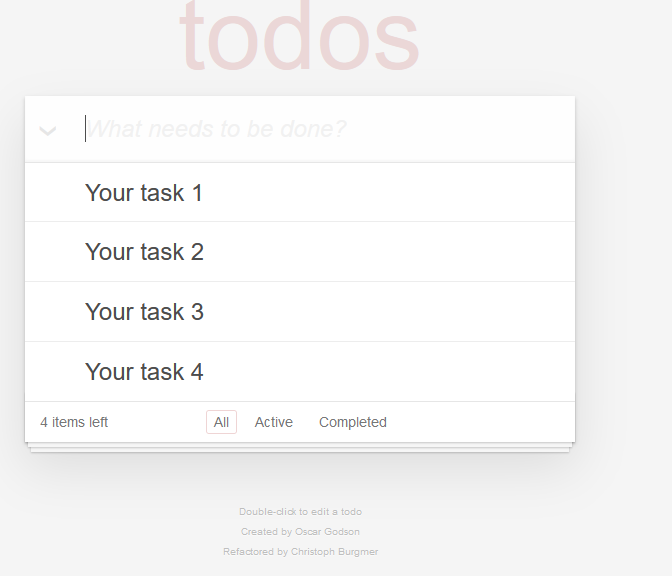 todos
What needs to be done?
Your task 1
Your task 2
Your task 3
Your task 4
4 items left All Active Completed
Double-click to edit a todo
Created by Oscar Godson
Refactored by Christoph Burgmer